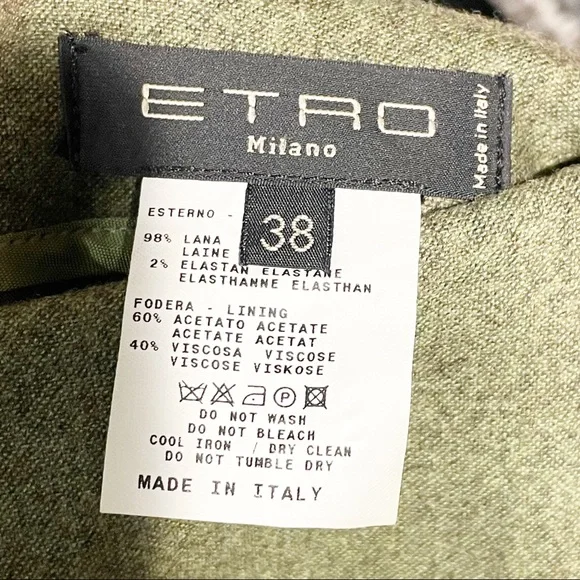 ETRO
Milano
Made in Italy
38
ESTERNO -
98% LANA
LAINE
2% ELASTAN ELASTANE
ELASTHANNE ELASTHAN
FODERA - LINING
60% ACETATO ACETATE
ACETATE ACETAT
40% VISCOSA VISCOSE
VISCOSE VISKOSE
P
DO NOT WASH
DO NOT BLEACH
COOL IRON / DRY CLEAN
DO NOT TUMBLE DRY
MADE IN ITALY